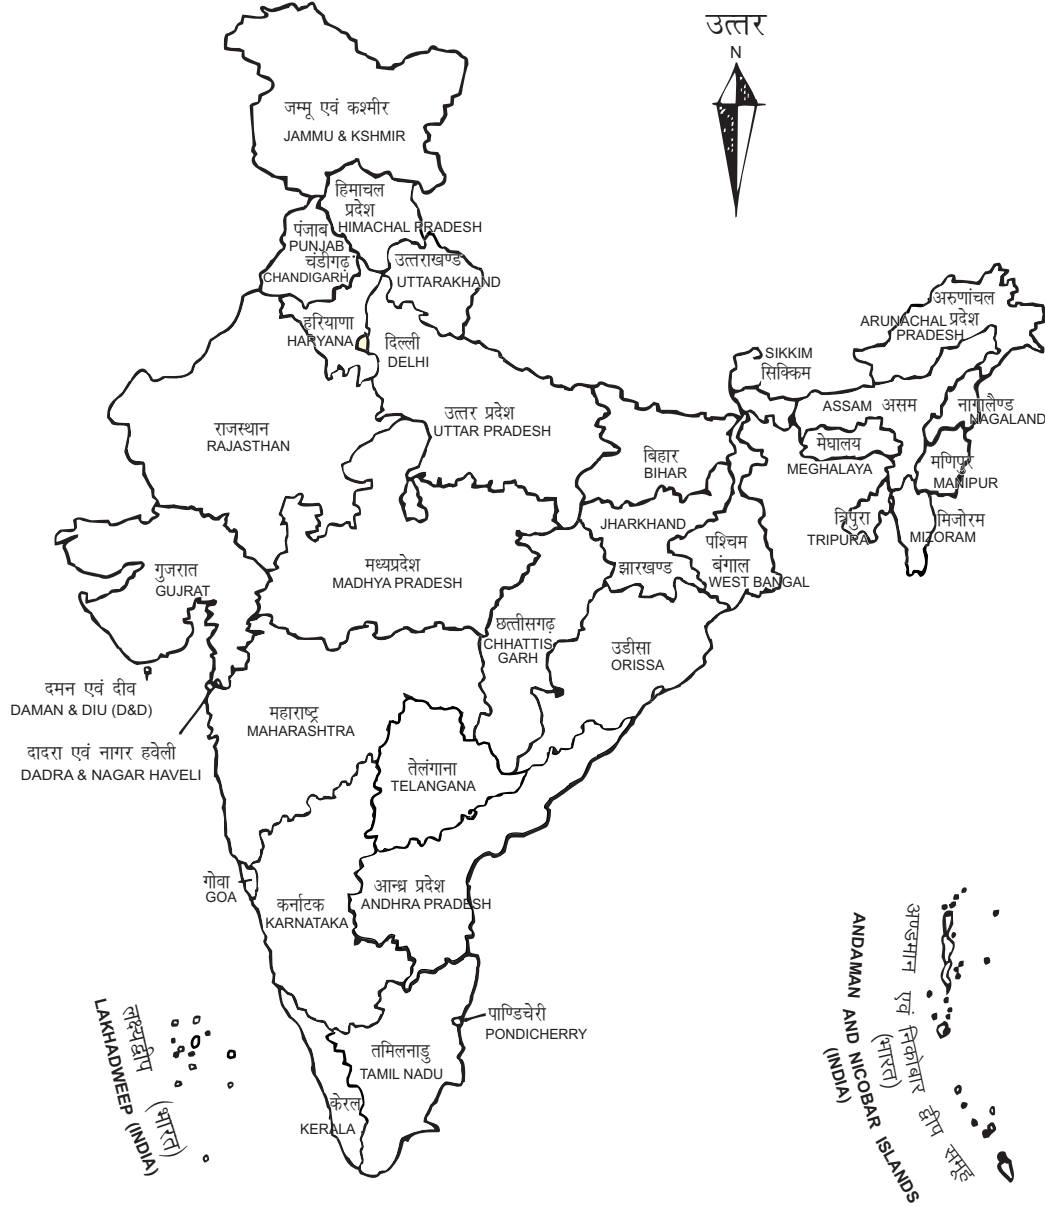 उत्तर
N
जम्मू एवं कश्मीर
JAMMU & KSHMIR
हिमाचल
प्रदेश
HIMACHAL PRADESH
पंजाब
PUNJAB
चंडीगढ़
CHANDIGARH
उत्तराखण्ड
UTTARAKHAND
हरियाणा
HARYANA
दिल्ली
DELHI
अरुणांचल
ARUNACHAL प्रदेश
PRADESH
SIKKIM
सिक्किम
ASSAM असम
नागालैण्ड
NAGALAND
राजस्थान
RAJASTHAN
उत्तर प्रदेश
UTTAR PRADESH
बिहार
BIHAR
मेघालय
MEGHALAYA
मणिपुर
MANIPUR
त्रिपुरा
TRIPURA
मिजोरम
MIZORAM
JHARKHAND
झारखण्ड
पश्चिम
बंगाल
WEST BANGAL
गुजरात
GUJRAT
मध्यप्रदेश
MADHYA PRADESH
छत्तीसगढ़
CHHATTIS
GARH
उडीसा
ORISSA
दमन एवं दीव
DAMAN & DIU (D&D)
दादरा एवं नागर हवेली
DADRA & NAGAR HAVELI
महाराष्ट्र
MAHARASHTRA
तेलंगाना
TELANGANA
गोवा
GOA
कर्नाटक
KARNATAKA
आन्ध्र प्रदेश
ANDHRA PRADESH
पाण्डिचेरी
PONDICHERRY
तमिलनाडु
TAMIL NADU
केरल
KERALA
लक्ष्यद्वीप (भारत)
LAKHADWEEP (INDIA)
अण्डमान एवं निकोबार द्वीप समूह
(भारत)
ANDAMAN AND NICOBAR ISLANDS
(INDIA)